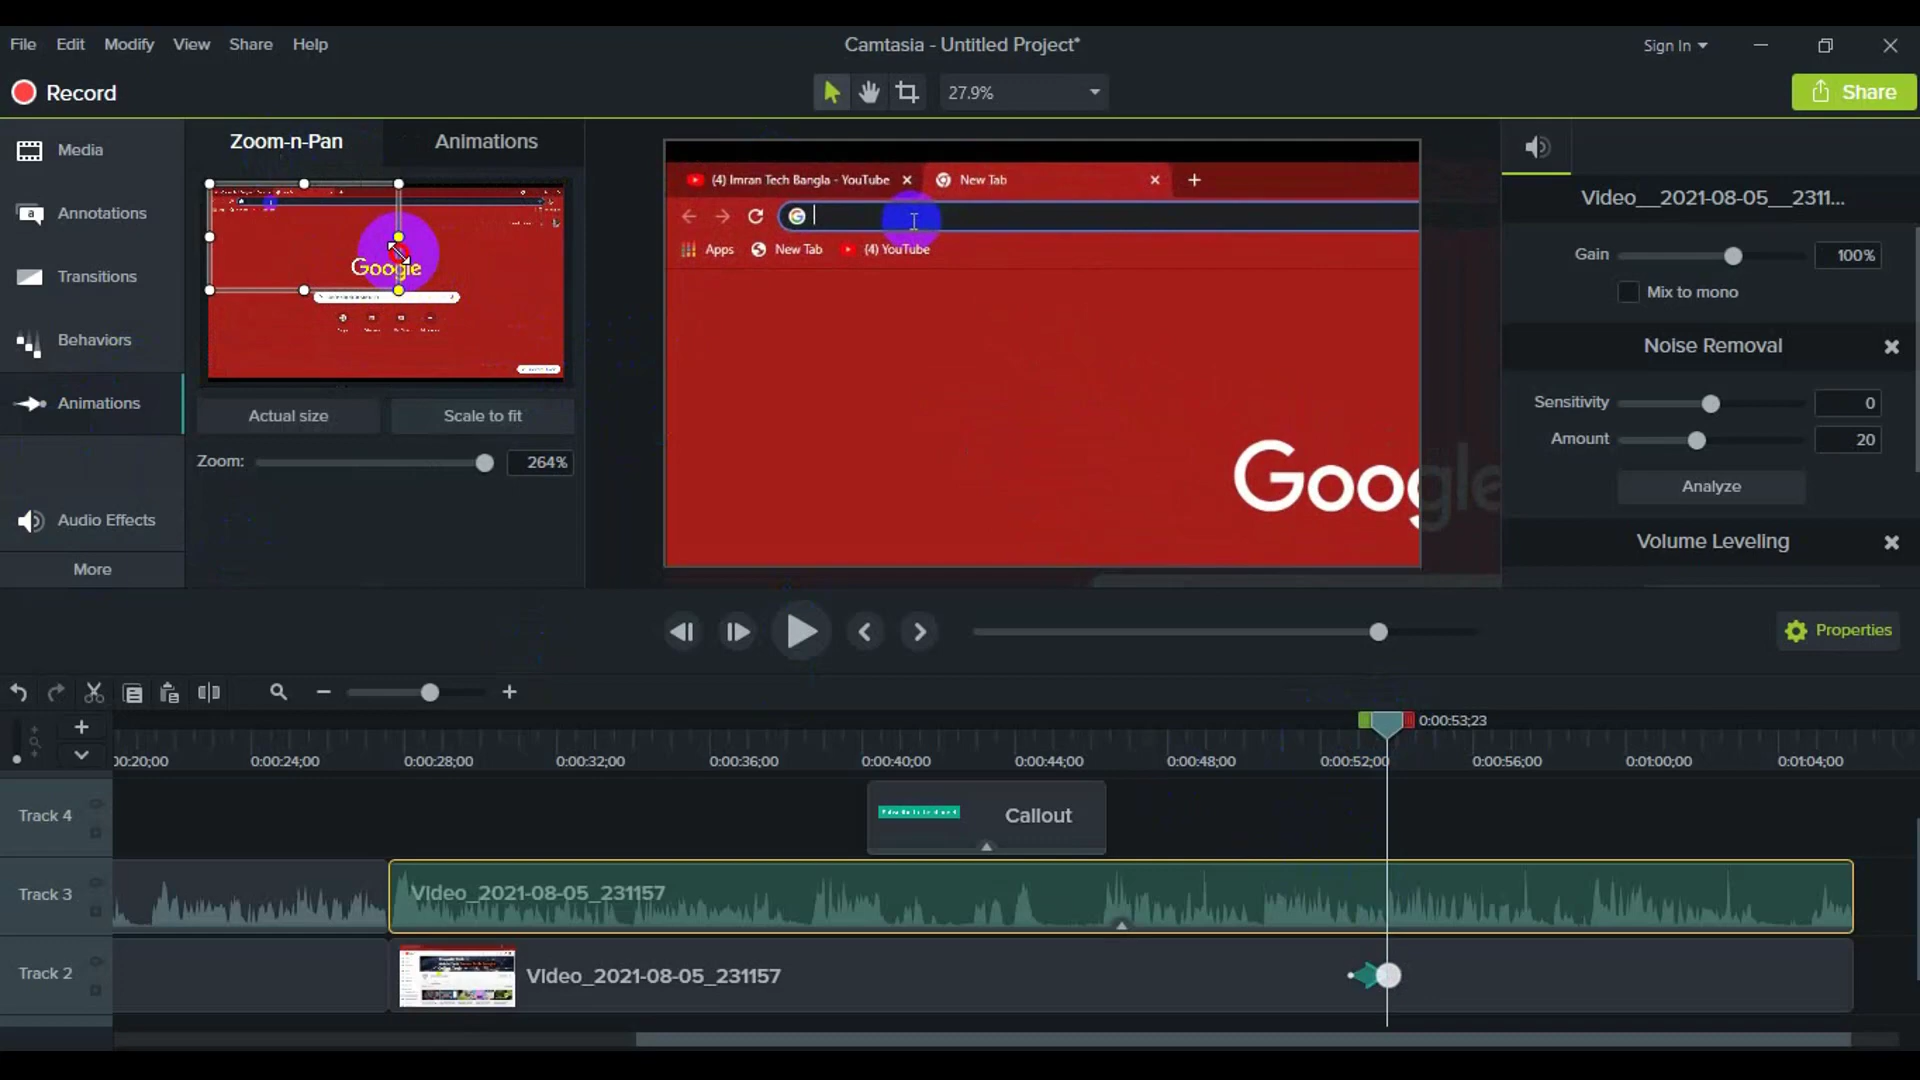 File Edit Modify View Share Help
Camtasia - Untitled Project*
Sign In
Record
27.9%
Share
Media
Annotations
Transitions
Behaviors
Animations
Audio Effects
More
Zoom-n-Pan
Animations
Google
Actual size
Scale to fit
Zoom:
264%
(4) Imran Tech Bangla - YouTube
New Tab
Apps
New Tab
(4) YouTube
Google
Video__2021-08-05__2311...
Gain
100%
Mix to mono
Noise Removal
Sensitivity
0
Amount
20
Analyze
Volume Leveling
Properties
0:00:53;23
00:20;00
0:00:24;00
0:00:28;00
0:00:32;00
0:00:36;00
0:00:40;00
0:00:44;00
0:00:48;00
0:00:52;00
0:00:56;00
0:01:00;00
0:01:04;00
Track 4
Callout
Track 3
Video_2021-08-05_231157
Track 2
Video_2021-08-05_231157